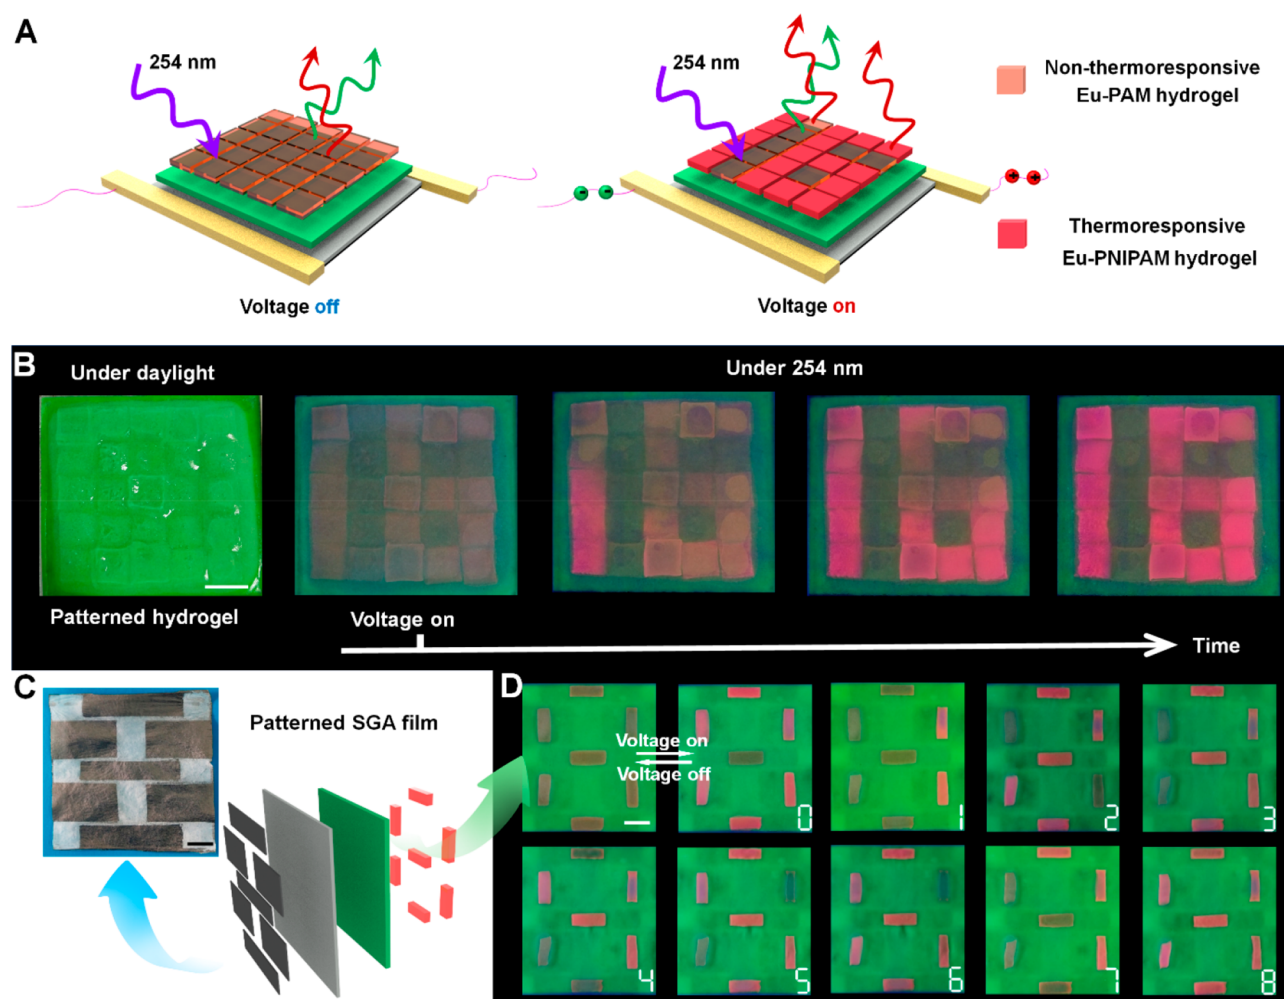 A
254 nm
254 nm
Non-thermoresponsive
Eu-PAM hydrogel
Thermoresponsive
Eu-PNIPAM hydrogel
Voltage off
Voltage on
B
Under daylight
Under 254 nm
Patterned hydrogel
Voltage on
Time
C
Patterned SGA film
D
Voltage on
Voltage off
0
1
2
3
4
5
6
7
8